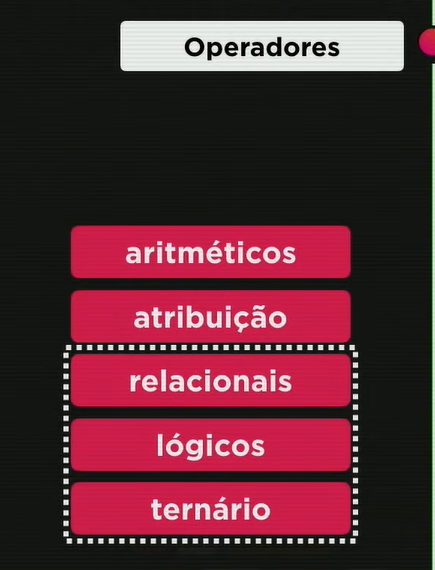 Operadores
aritméticos
atribuição
relacionais
lógicos
ternário